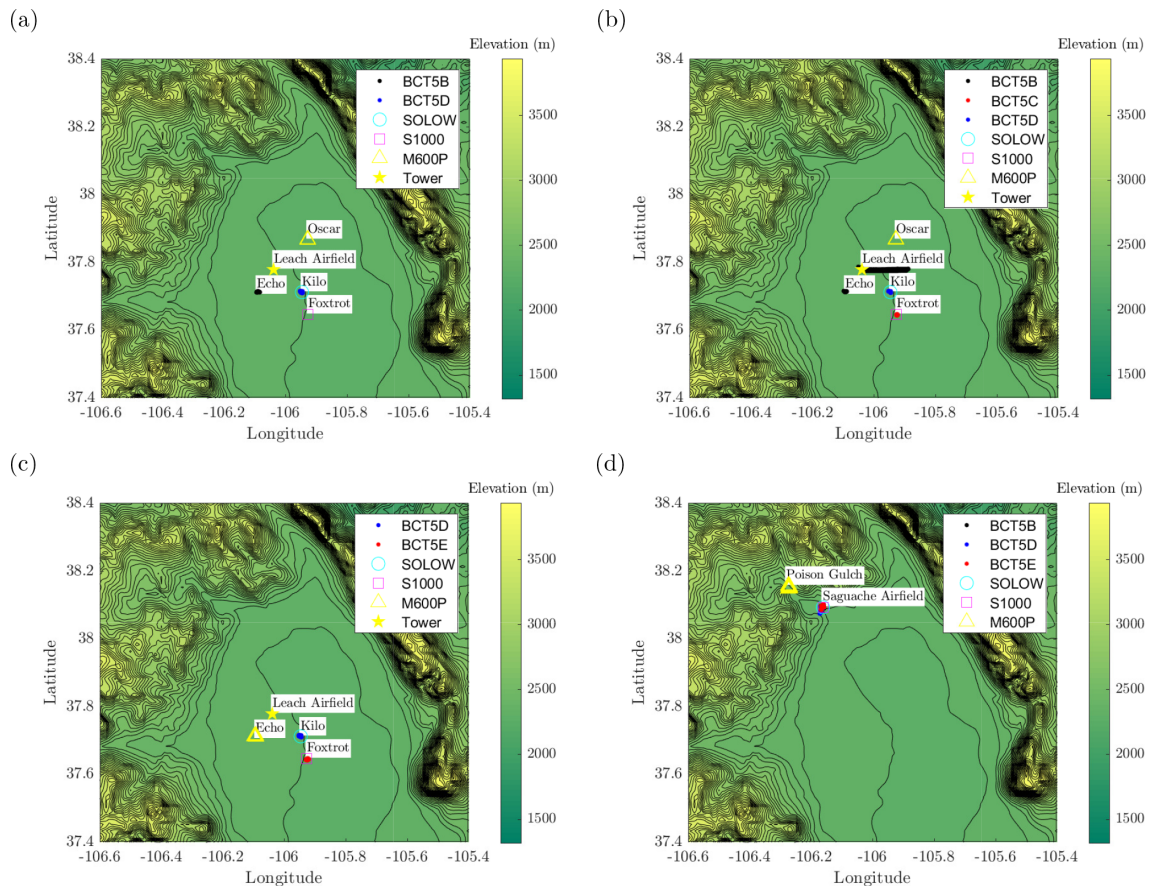 (a)
Elevation (m)
38.4
38.2
38
37.8
37.6
37.4
Latitude
-106.6
-106.4
-106.2
-106
-105.8
-105.6
-105.4
Longitude
BCT5B
BCT5D
SOLOW
S1000
M600P
Tower
Oscar
Leach Airfield
Echo
Kilo
Foxtrot
3500
3000
2500
2000
1500
(b)
Elevation (m)
38.4
38.2
38
37.8
37.6
37.4
Latitude
-106.6
-106.4
-106.2
-106
-105.8
-105.6
-105.4
Longitude
BCT5B
BCT5C
BCT5D
SOLOW
S1000
M600P
Tower
Oscar
Leach Airfield
Echo
Kilo
Foxtrot
3500
3000
2500
2000
1500
(c)
Elevation (m)
38.4
38.2
38
37.8
37.6
37.4
Latitude
-106.6
-106.4
-106.2
-106
-105.8
-105.6
-105.4
Longitude
BCT5D
BCT5E
SOLOW
S1000
M600P
Tower
Leach Airfield
Echo
Kilo
Foxtrot
3500
3000
2500
2000
1500
(d)
Elevation (m)
38.4
38.2
38
37.8
37.6
37.4
Latitude
-106.6
-106.4
-106.2
-106
-105.8
-105.6
-105.4
Longitude
BCT5B
BCT5D
BCT5E
SOLOW
S1000
M600P
Poison Gulch
Saguache Airfield
3500
3000
2500
2000
1500